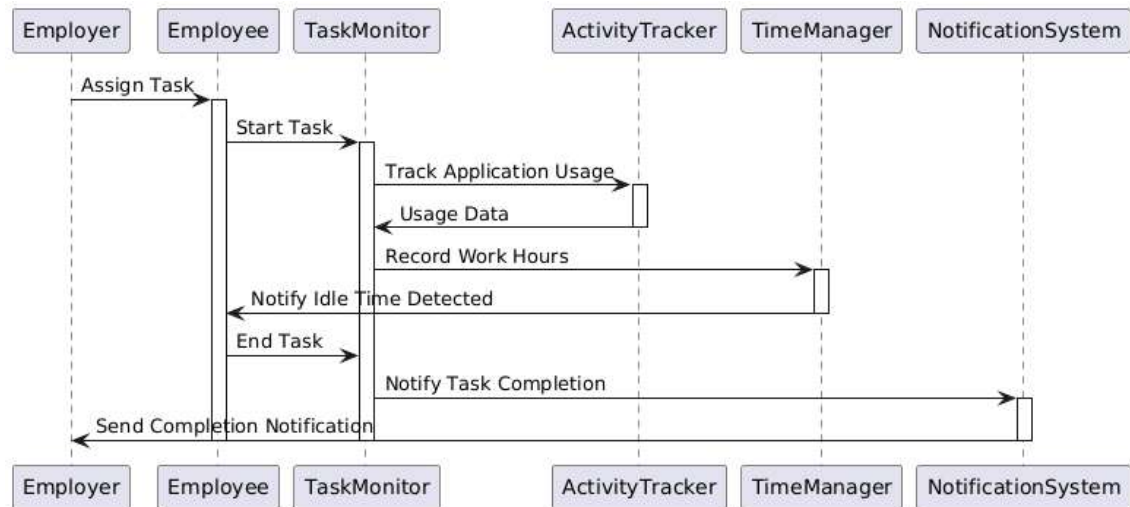 Employer Employee TaskMonitor ActivityTracker TimeManager NotificationSystem
Assign Task
Start Task
Track Application Usage
Usage Data
Record Work Hours
Notify Idle Time Detected
End Task
Notify Task Completion
Send Completion Notification
Employer Employee TaskMonitor ActivityTracker TimeManager NotificationSystem